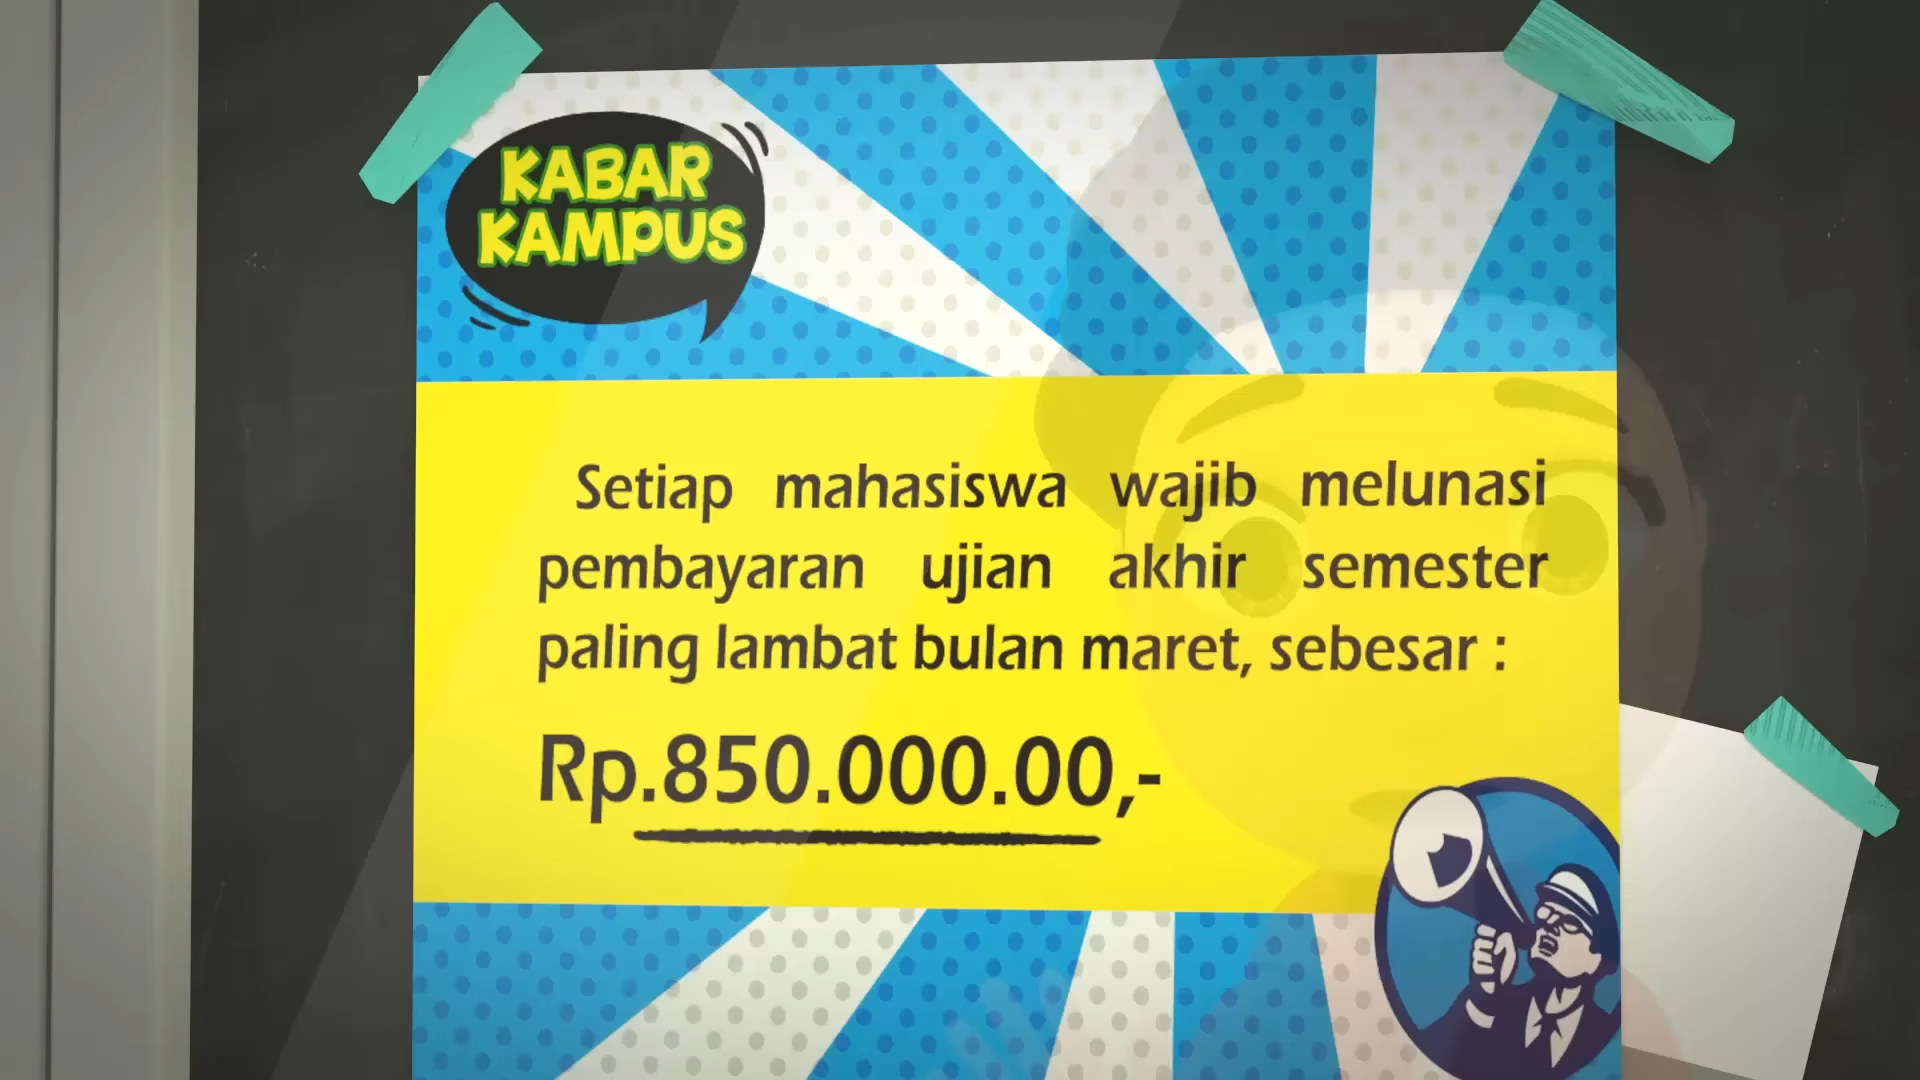 KABAR
KAMPUS
Setiap mahasiswa wajib melunasi
pembayaran ujian akhir semester
paling lambat bulan maret, sebesar :
Rp.850.000.00,-